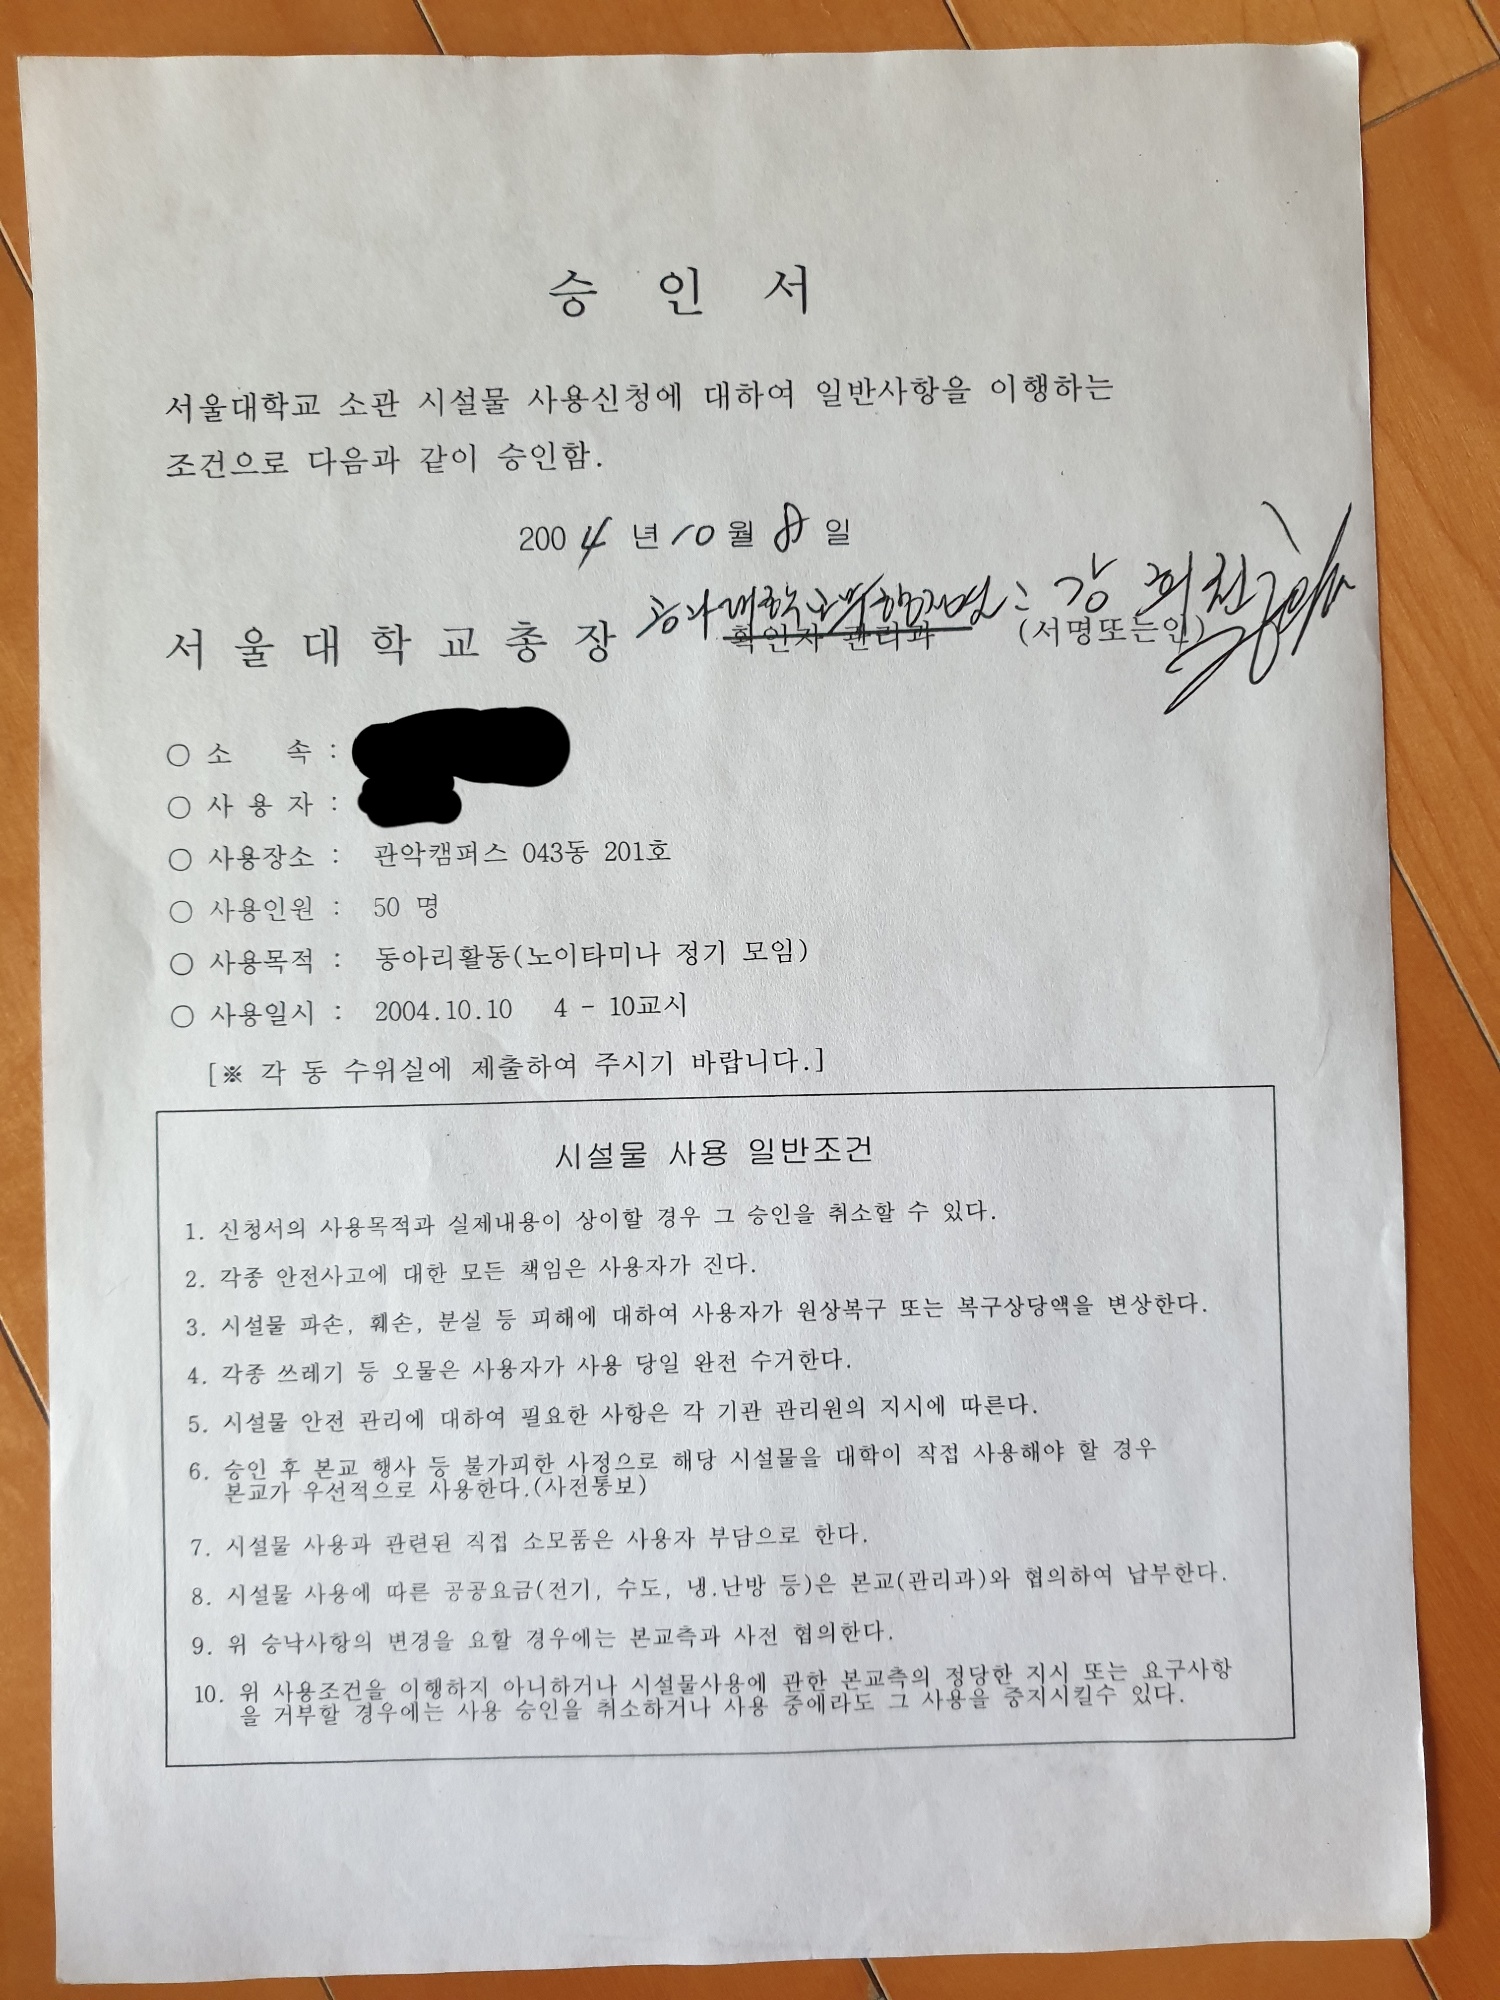 승 인 서
서울대학교 소관 시설물 사용신청에 대하여 일반사항을 이행하는
조건으로 다음과 같이 승인함.
2004 년 10 월 8 일
서 울 대 학 교 총 장 확인자 관리과 : 강희천 (서명또는인)
○ 소 속 :
○ 사 용 자 :
○ 사용장소 : 관악캠퍼스 043동 201호
○ 사용인원 : 50 명
○ 사용목적 : 동아리활동(노이타미나 정기 모임)
○ 사용일시 : 2004.10.10 4 - 10교시
[※ 각 동 수위실에 제출하여 주시기 바랍니다.]
시설물 사용 일반조건
1. 신청서의 사용목적과 실제내용이 상이할 경우 그 승인을 취소할 수 있다.
2. 각종 안전사고에 대한 모든 책임은 사용자가 진다.
3. 시설물 파손, 훼손, 분실 등 피해에 대하여 사용자가 원상복구 또는 복구상당액을 변상한다.
4. 각종 쓰레기 등 오물은 사용자가 사용 당일 완전 수거한다.
5. 시설물 안전 관리에 대하여 필요한 사항은 각 기관 관리원의 지시에 따른다.
6. 승인 후 본교 행사 등 불가피한 사정으로 해당 시설물을 대학이 직접 사용해야 할 경우
본교가 우선적으로 사용한다.(사전통보)
7. 시설물 사용과 관련된 직접 소모품은 사용자 부담으로 한다.
8. 시설물 사용에 따른 공공요금(전기, 수도, 냉.난방 등)은 본교(관리과)와 협의하여 납부한다.
9. 위 승낙사항의 변경을 요할 경우에는 본교측과 사전 협의한다.
10. 위 사용조건을 이행하지 아니하거나 시설물사용에 관한 본교측의 정당한 지시 또는 요구사항
을 거부할 경우에는 사용 승인을 취소하거나 사용 중에라도 그 사용을 중지시킬수 있다.